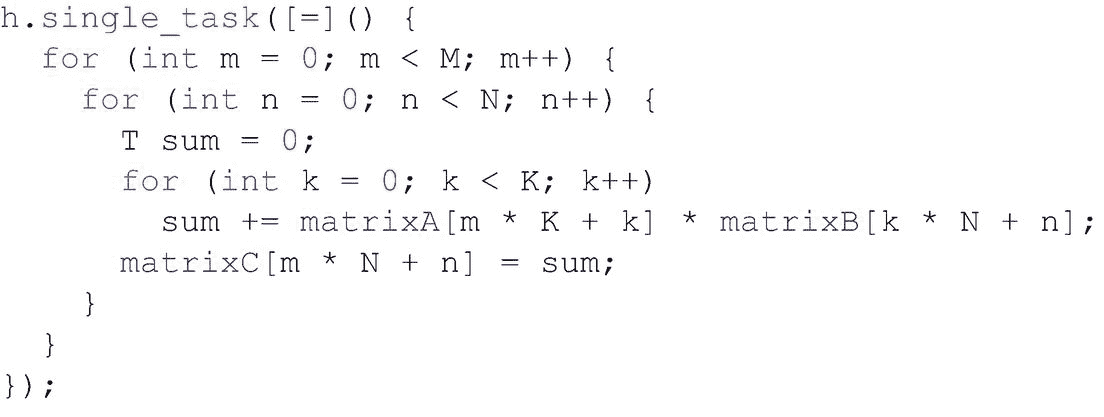 h.single_task([=]() {
  for (int m = 0; m < M; m++) {
    for (int n = 0; n < N; n++) {
      T sum = 0;
      for (int k = 0; k < K; k++)
        sum += matrixA[m * K + k] * matrixB[k * N + n];
      matrixC[m * N + n] = sum;
    }
  }
});